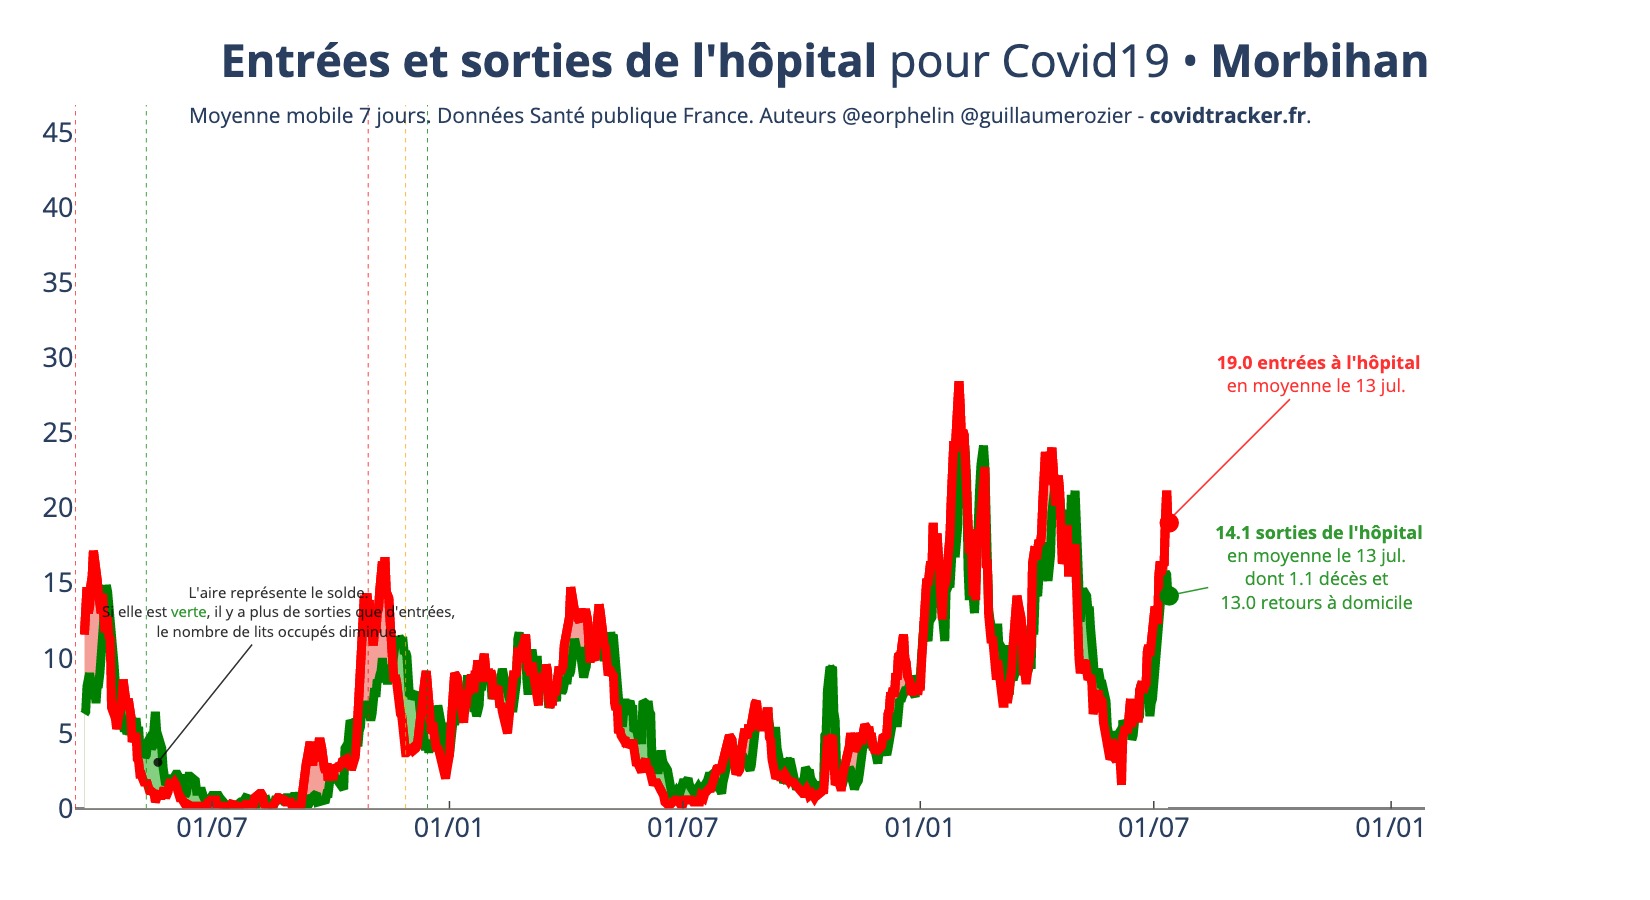 Entrées et sorties de l'hôpital pour Covid19 • Morbihan
Moyenne mobile 7 jours. Données Santé publique France. Auteurs @eorphelin @guillaumerozier - covidtracker.fr.
45
40
35
30
25
20
15
10
5
0
19.0 entrées à l'hôpital
en moyenne le 13 jul.
14.1 sorties de l'hôpital
en moyenne le 13 jul.
dont 1.1 décès et
13.0 retours à domicile
L'aire représente le solde.
Si elle est verte, il y a plus de sorties que d'entrées,
le nombre de lits occupés diminue.
01/07
01/01
01/07
01/01
01/07
01/01